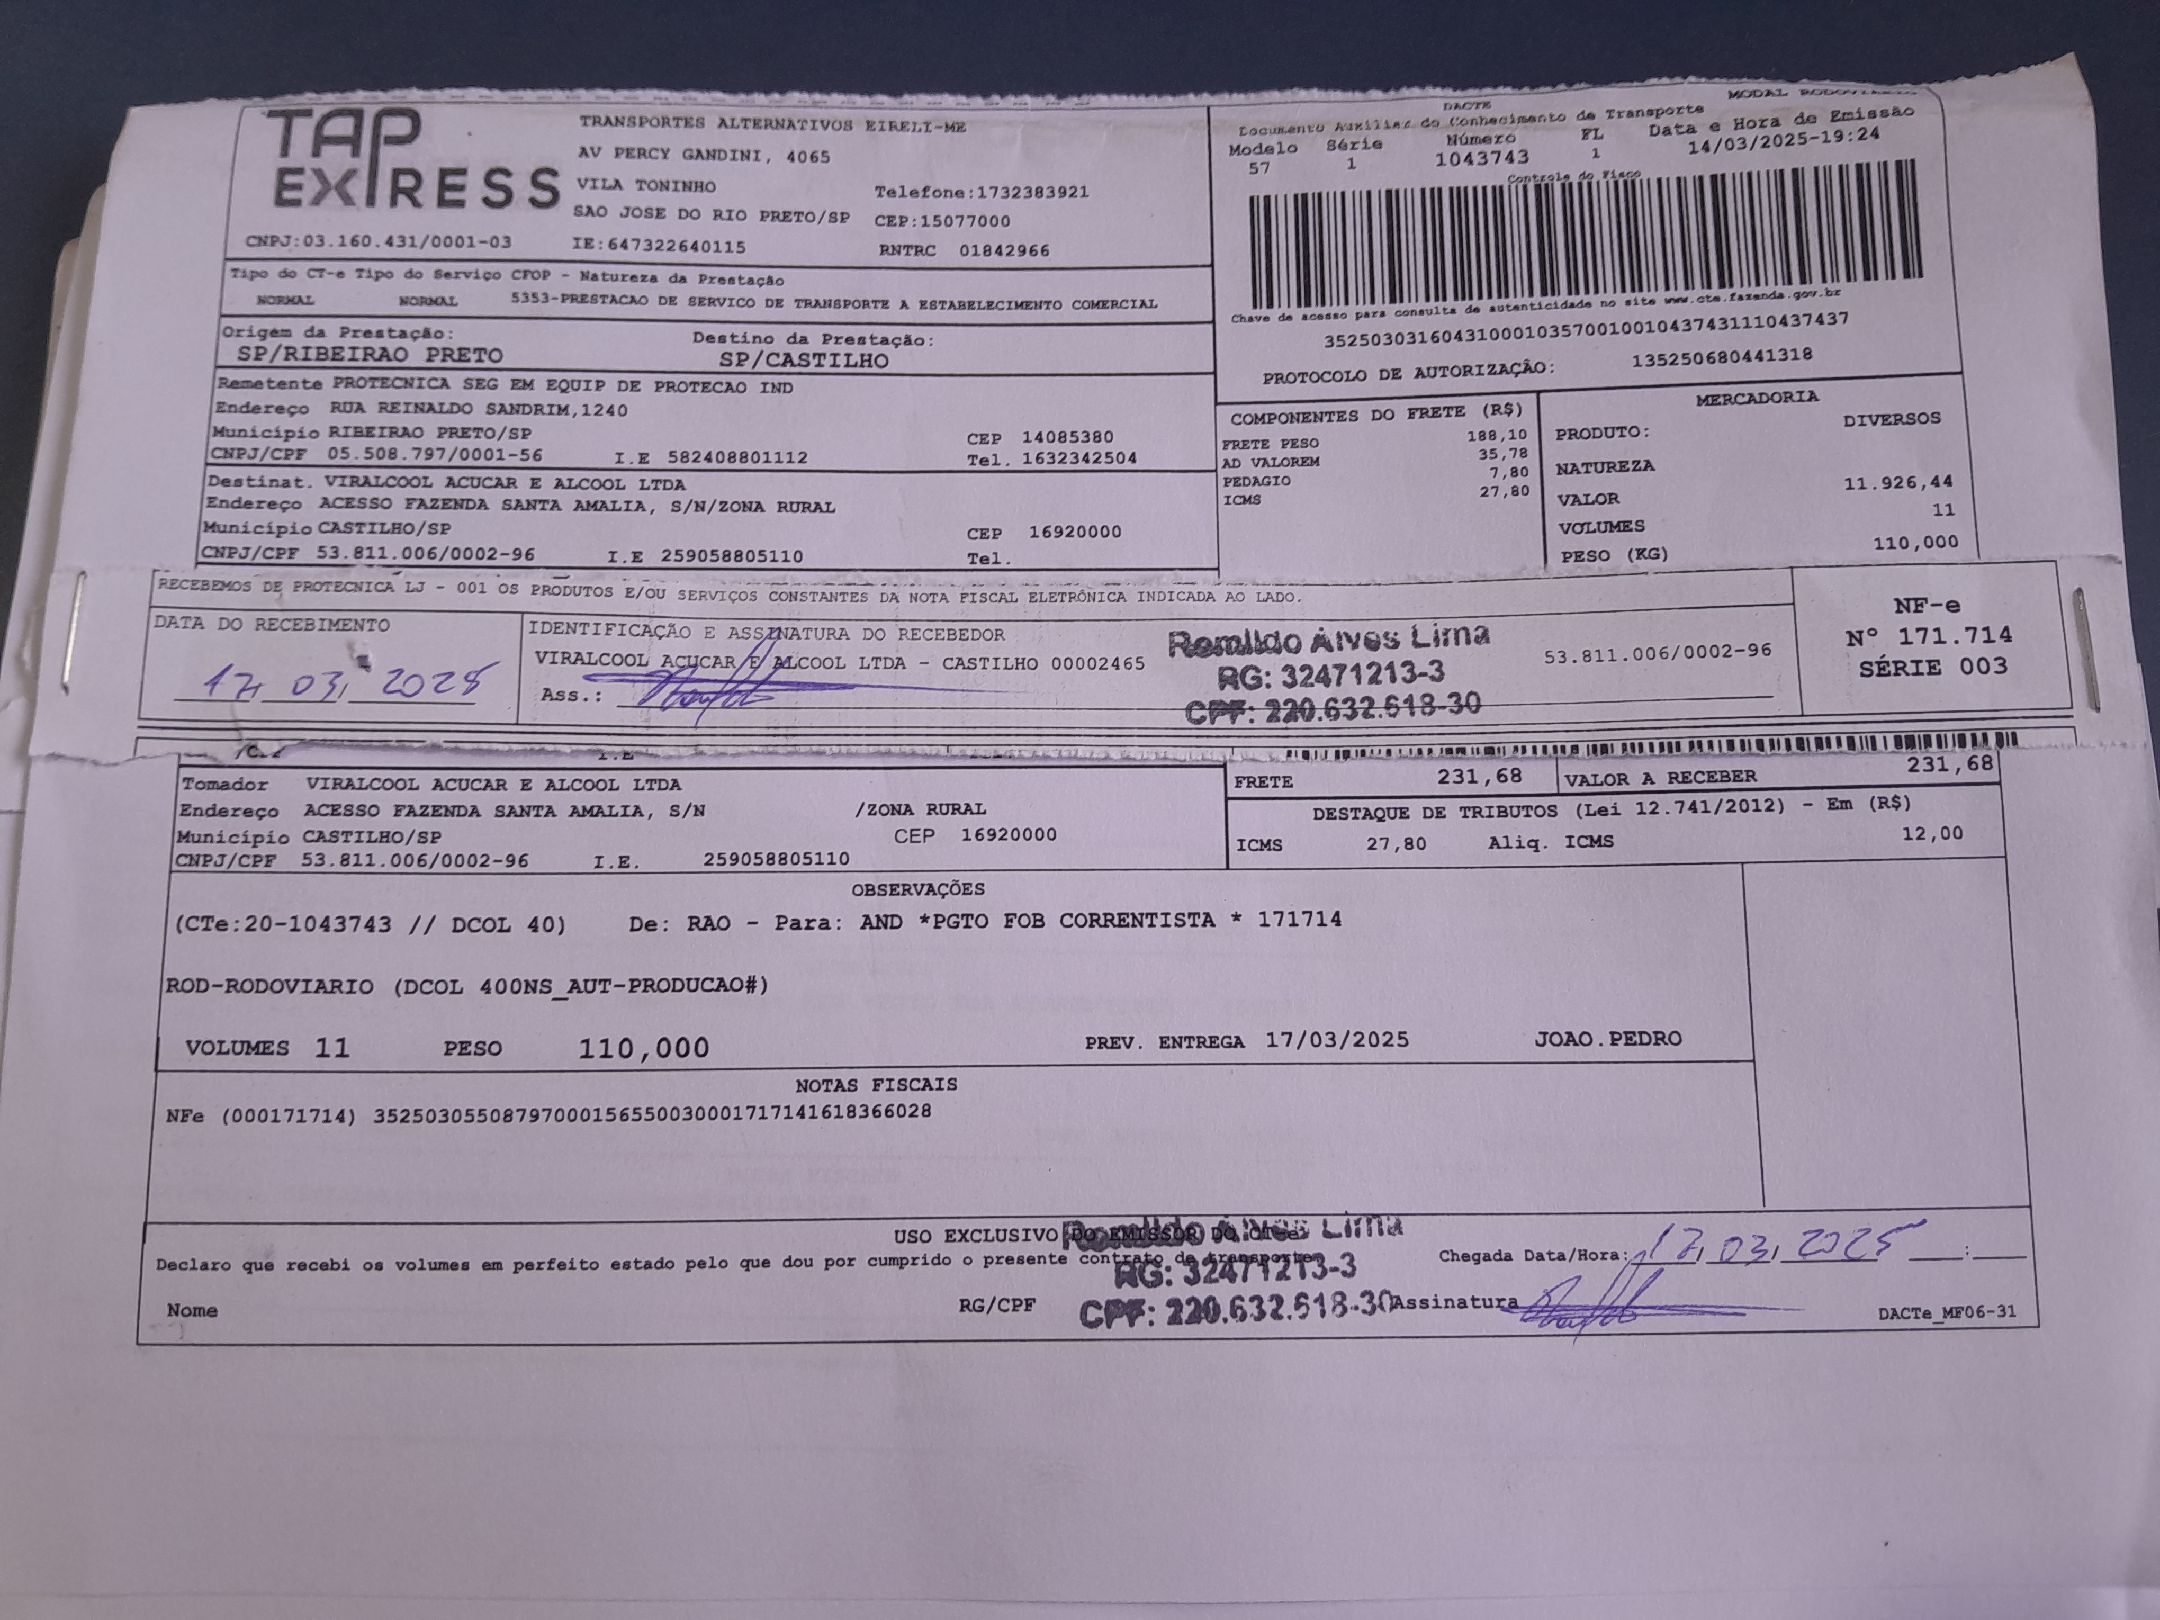 TAP EXPRESS
TRANSPORTES ALTERNATIVOS EIRELI-ME
AV PERCY GANDINI, 4065
VILA TONINHO
Telefone:1732383921
SAO JOSE DO RIO PRETO/SP CEP:15077000
CNPJ:03.160.431/0001-03 IE:647322640115 RNTRC 01842966
DACTE MODAL RODOVIARIO
Documento Auxiliar do Conhecimento de Transporte
Modelo Série Número FL Data e Hora de Emissão
57 1 1043743 1 14/03/2025-19:24
Controle do Fisco
Chave de acesso para consulta de autenticidade no site www.cte.fazenda.gov.br
35250303160431000103570010010437431110437437
PROTOCOLO DE AUTORIZAÇÃO: 135250680441318
Tipo do CT-e Tipo do Serviço CFOP - Natureza da Prestação
NORMAL NORMAL 5353-PRESTACAO DE SERVICO DE TRANSPORTE A ESTABELECIMENTO COMERCIAL
Origem da Prestação: Destino da Prestação:
SP/RIBEIRAO PRETO SP/CASTILHO
Remetente PROTECNICA SEG EM EQUIP DE PROTECAO IND
Endereço RUA REINALDO SANDRIM,1240
Município RIBEIRAO PRETO/SP CEP 14085380
CNPJ/CPF 05.508.797/0001-56 I.E 582408801112 Tel. 1632342504
Destinat. VIRALCOOL ACUCAR E ALCOOL LTDA
Endereço ACESSO FAZENDA SANTA AMALIA, S/N/ZONA RURAL
Município CASTILHO/SP CEP 16920000
CNPJ/CPF 53.811.006/0002-96 I.E 259058805110 Tel.
COMPONENTES DO FRETE (R$)
FRETE PESO 188,10
AD VALOREM 35,78
PEDAGIO 7,80
ICMS 27,80
MERCADORIA
PRODUTO: DIVERSOS
NATUREZA
VALOR 11.926,44
VOLUMES 11
PESO (KG) 110,000
RECEBEMOS DE PROTECNICA LJ - 001 OS PRODUTOS E/OU SERVIÇOS CONSTANTES DA NOTA FISCAL ELETRÔNICA INDICADA AO LADO.
DATA DO RECEBIMENTO
17, 03, 2025
IDENTIFICAÇÃO E ASSINATURA DO RECEBEDOR
VIRALCOOL ACUCAR E ALCOOL LTDA - CASTILHO 00002465 53.811.006/0002-96
Ass.:
Romildo Alves Lima
RG: 32471213-3
CPF: 220.632.618-30
NF-e
Nº 171.714
SÉRIE 003
Tomador VIRALCOOL ACUCAR E ALCOOL LTDA
Endereço ACESSO FAZENDA SANTA AMALIA, S/N /ZONA RURAL
Município CASTILHO/SP CEP 16920000
CNPJ/CPF 53.811.006/0002-96 I.E. 259058805110
FRETE 231,68 VALOR A RECEBER 231,68
DESTAQUE DE TRIBUTOS (Lei 12.741/2012) - Em (R$)
ICMS 27,80 Aliq. ICMS 12,00
OBSERVAÇÕES
(CTe:20-1043743 // DCOL 40) De: RAO - Para: AND *PGTO FOB CORRENTISTA * 171714
ROD-RODOVIARIO (DCOL 400NS_AUT-PRODUCAO#)
VOLUMES 11 PESO 110,000 PREV. ENTREGA 17/03/2025 JOAO.PEDRO
NOTAS FISCAIS
NFe (000171714) 35250305508797000156550030001717141618366028
USO EXCLUSIVO DO EMISSOR DO CTe
Declaro que recebi os volumes em perfeito estado pelo que dou por cumprido o presente contrato de transporte
Chegada Data/Hora: 17, 03, 2025 :
Romildo Alves Lima
RG: 32471213-3
CPF: 220.632.618-30
Nome RG/CPF Assinatura DACTe_MF06-31